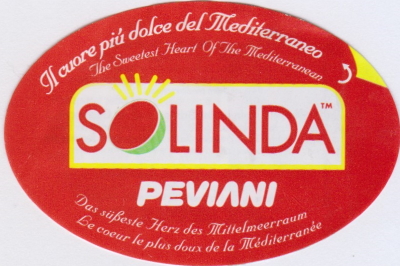 Il cuore piú dolce del Mediterraneo
The Sweetest Heart Of The Mediterranean
SOLINDA™
PEVIANI
Das süßeste Herz des Mittelmeerraum
Le coeur le plus doux de la Méditerranée